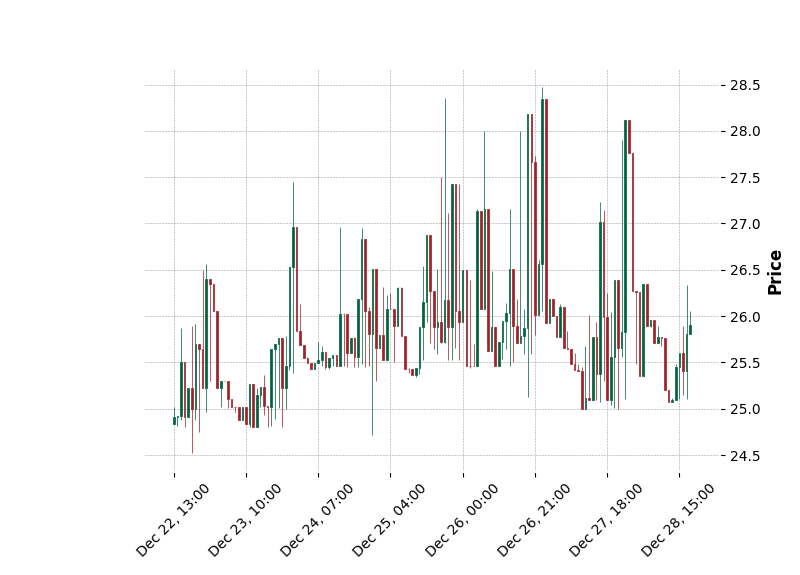 28.5
28.0
27.5
27.0
26.5
26.0
25.5
25.0
24.5
Price
Dec 22, 13:00
Dec 23, 10:00
Dec 24, 07:00
Dec 25, 04:00
Dec 26, 00:00
Dec 26, 21:00
Dec 27, 18:00
Dec 28, 15:00